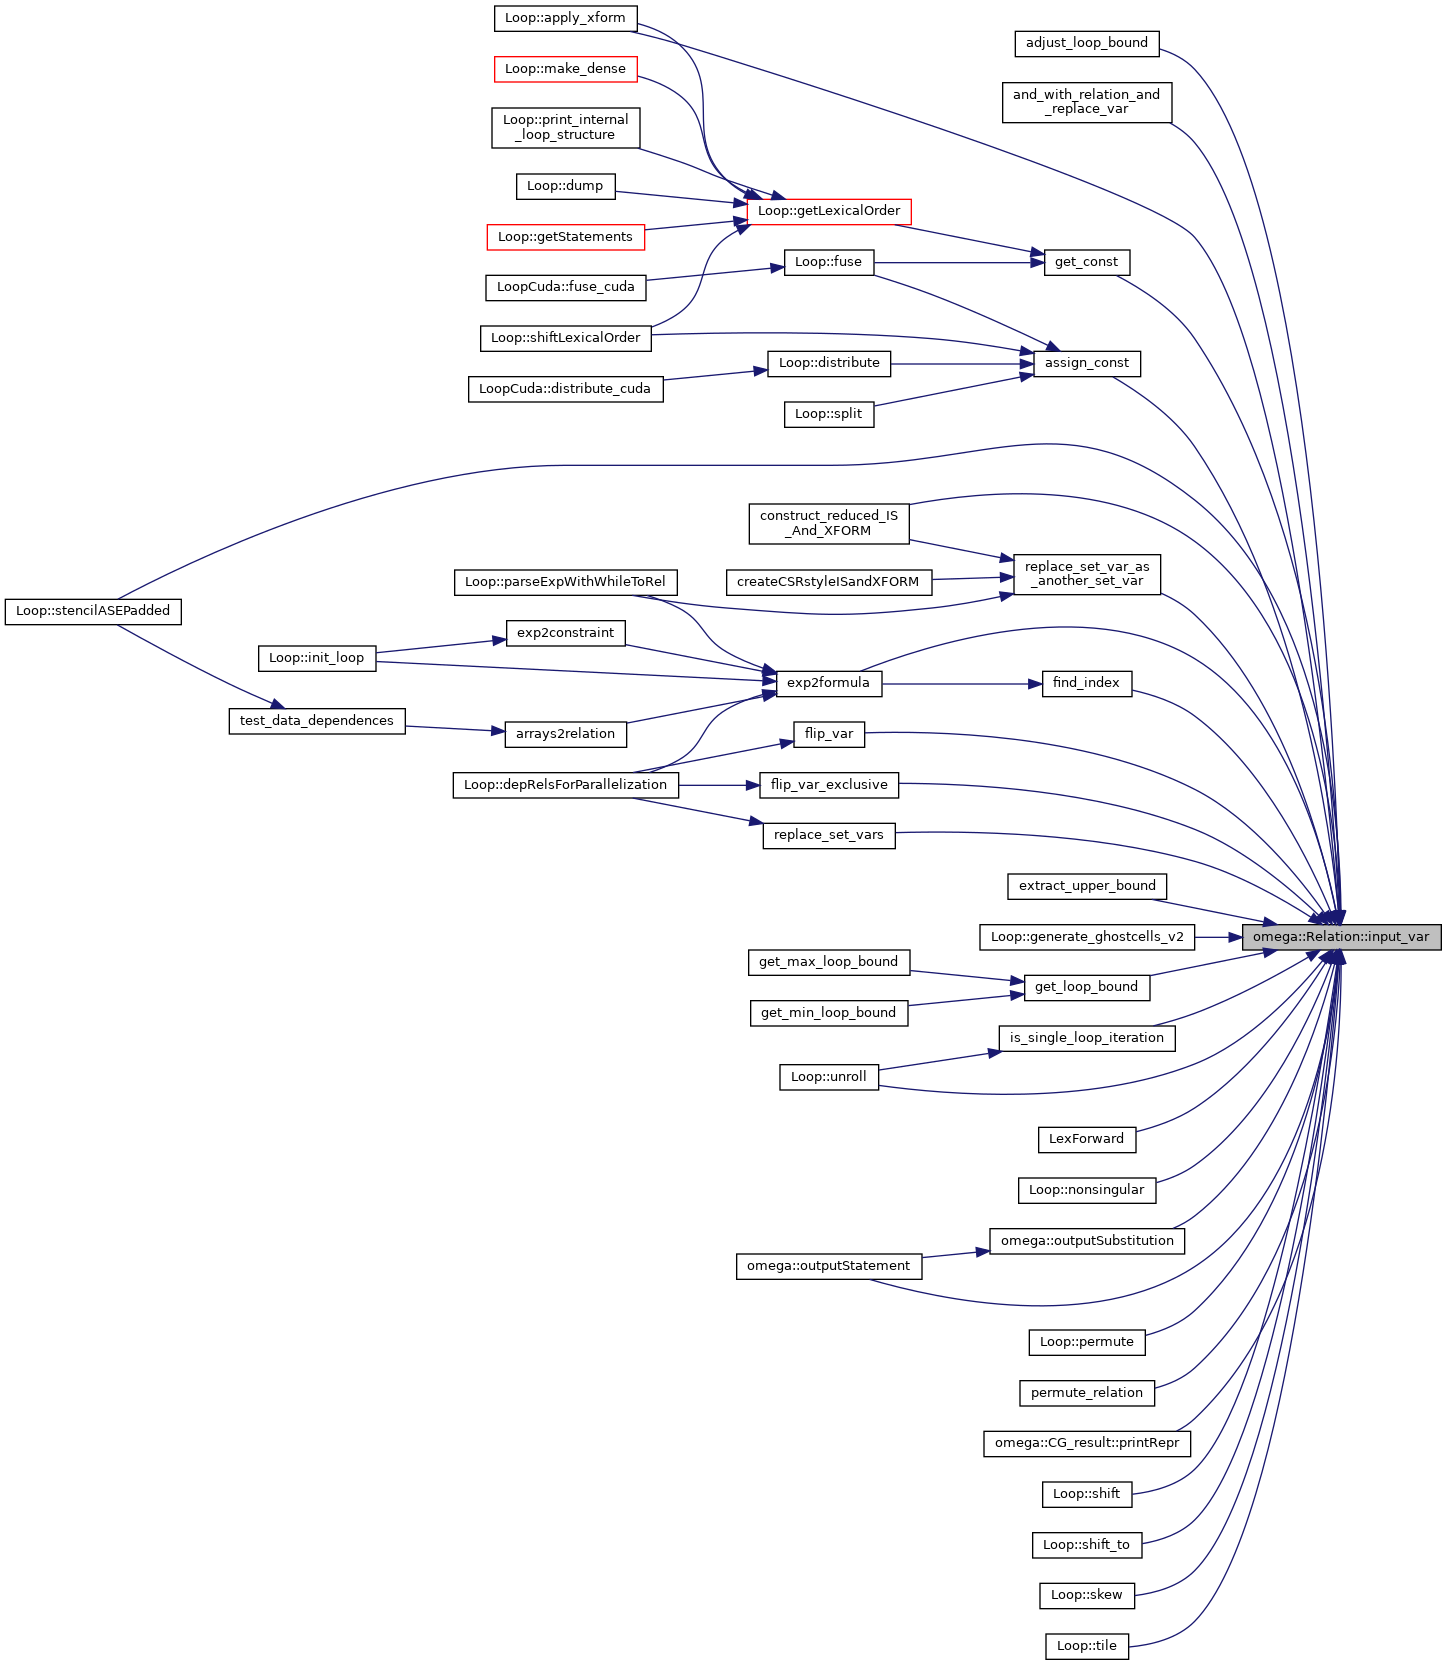 Loop::apply_xform
adjust_loop_bound
Loop::make_dense
and_with_relation_and
_replace_var
Loop::print_internal
_loop_structure
Loop::dump
Loop::getLexicalOrder
Loop::getStatements
Loop::fuse
get_const
LoopCuda::fuse_cuda
Loop::shiftLexicalOrder
Loop::distribute
assign_const
LoopCuda::distribute_cuda
Loop::split
construct_reduced_IS
_And_XFORM
replace_set_var_as
_another_set_var
Loop::parseExpWithWhileToRel
createCSRstyleISandXFORM
Loop::stencilASEPadded
exp2constraint
Loop::init_loop
exp2formula
find_index
test_data_dependences
arrays2relation
flip_var
Loop::depRelsForParallelization
flip_var_exclusive
replace_set_vars
extract_upper_bound
Loop::generate_ghostcells_v2
omega::Relation::input_var
get_max_loop_bound
get_loop_bound
get_min_loop_bound
is_single_loop_iteration
Loop::unroll
LexForward
Loop::nonsingular
omega::outputSubstitution
omega::outputStatement
Loop::permute
permute_relation
omega::CG_result::printRepr
Loop::shift
Loop::shift_to
Loop::skew
Loop::tile